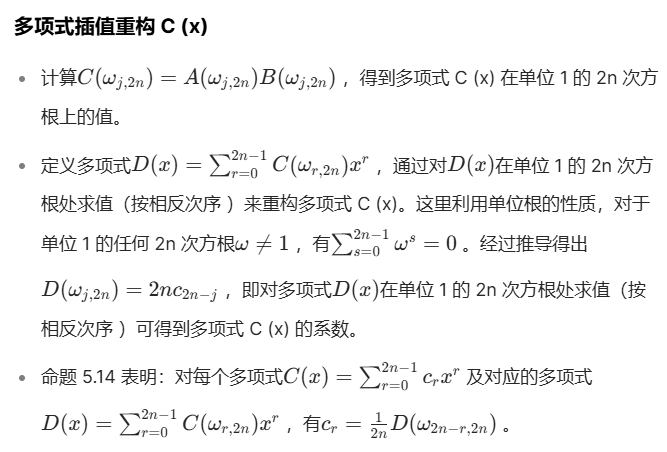 多项式插值重构 C (x)
• 计算$C(\omega_{j,2n}) = A(\omega_{j,2n})B(\omega_{j,2n})$，得到多项式 C (x) 在单位 1 的 2n 次方
根上的值。
• 定义多项式$D(x) = \sum_{r=0}^{2n-1} C(\omega_{r,2n})x^r$，通过对$D(x)$在单位 1 的 2n 次方
根处求值（按相反次序 ）来重构多项式 C (x)。这里利用单位根的性质，对于
单位 1 的任何 2n 次方根$\omega \neq 1$，有$\sum_{s=0}^{2n-1} \omega^s = 0$。经过推导得出
$D(\omega_{j,2n}) = 2nc_{2n-j}$，即对多项式$D(x)$在单位 1 的 2n 次方根处求值（按
相反次序 ）可得到多项式 C (x) 的系数。
• 命题 5.14 表明：对每个多项式$C(x) = \sum_{r=0}^{2n-1} c_r x^r$ 及对应的多项式
$D(x) = \sum_{r=0}^{2n-1} C(\omega_{r,2n})x^r$，有$c_r = \frac{1}{2n} D(\omega_{2n-r,2n})$。